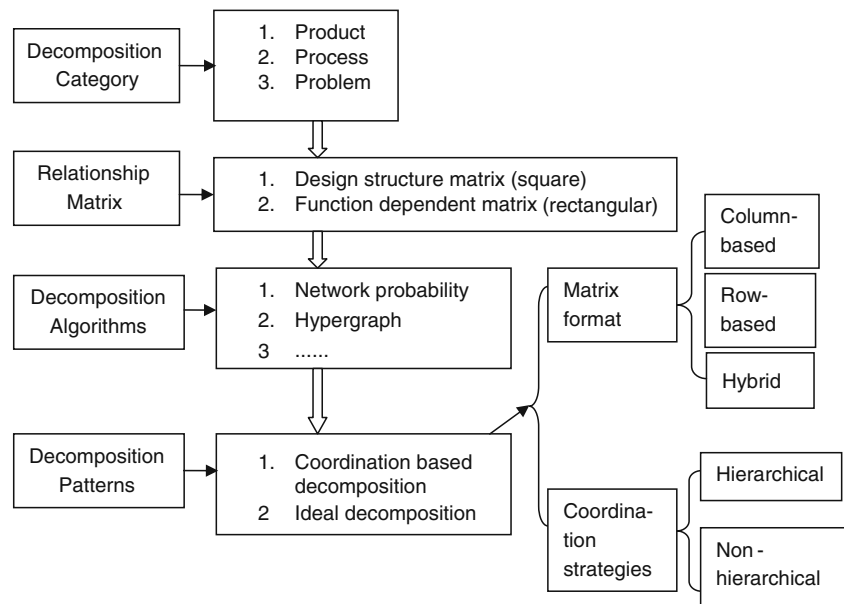 Decomposition
Category
1. Product
2. Process
3. Problem
Relationship
Matrix
1. Design structure matrix (square)
2. Function dependent matrix (rectangular)
Decomposition
Algorithms
1. Network probability
2. Hypergraph
3 ......
Decomposition
Patterns
1. Coordination based
decomposition
2 Ideal decomposition
Matrix
format
Column-
based
Row-
based
Hybrid
Coordina-
tion
strategies
Hierarchical
Non-
hierarchical